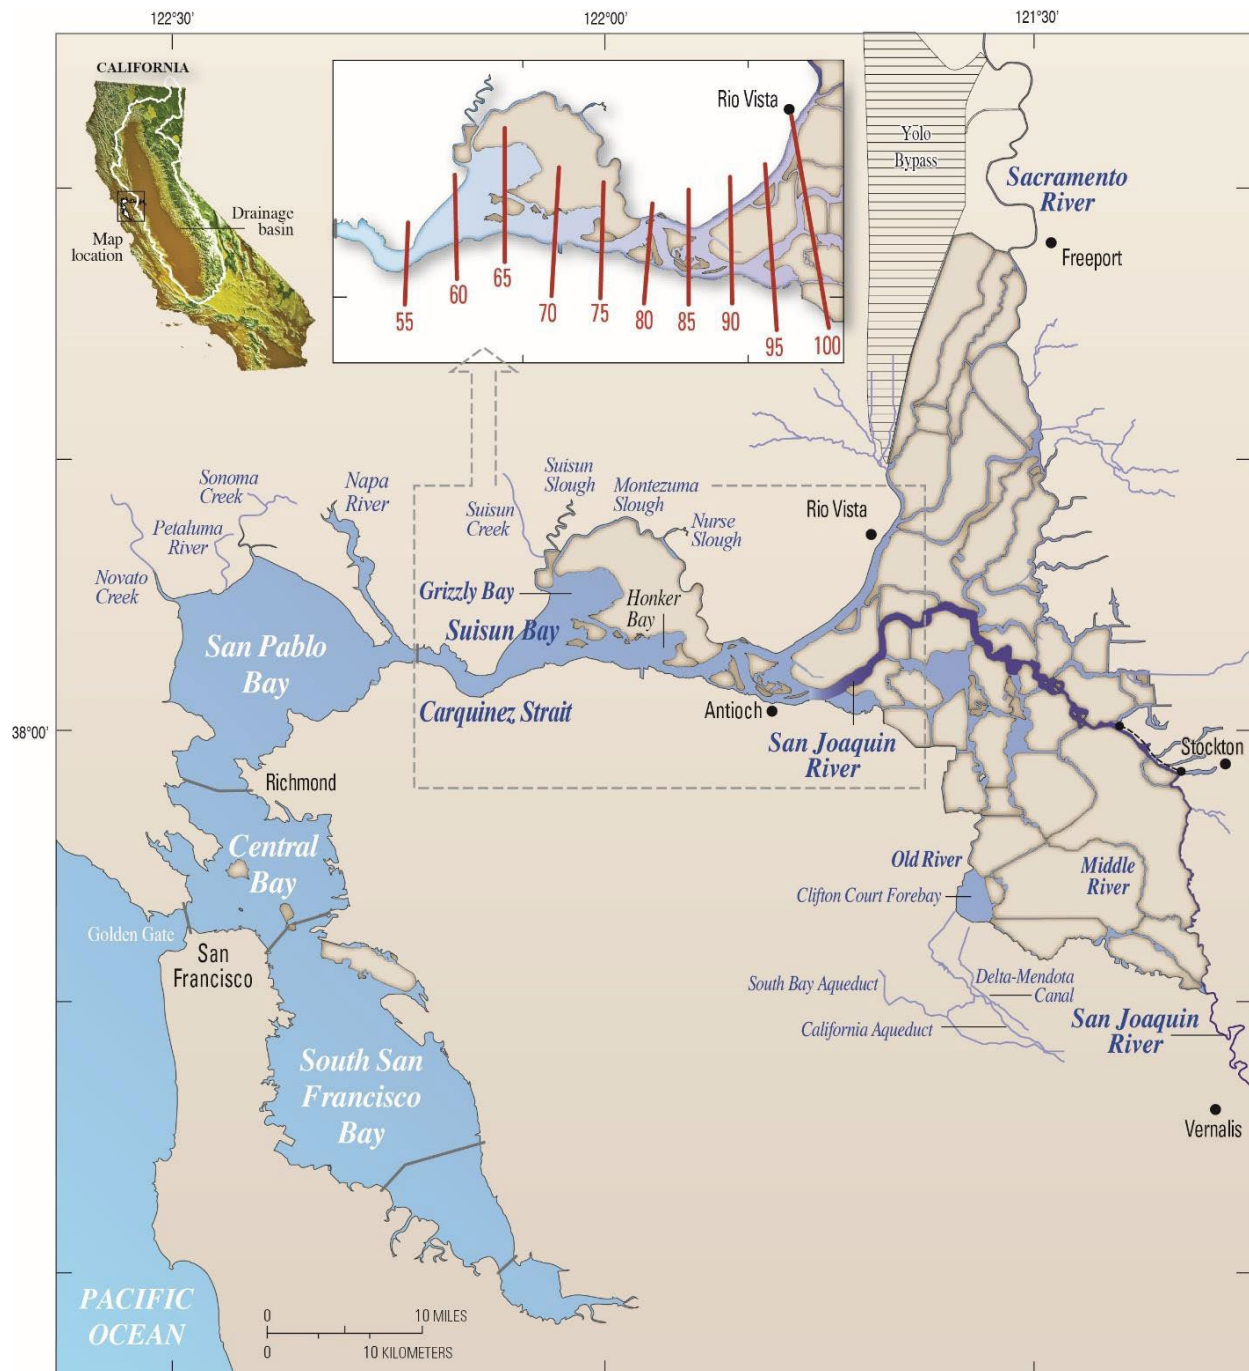 122°30'
122°00'
121°30'
CALIFORNIA
Drainage
basin
Map
location
Rio Vista
55
60
65
70
75
80
85
90
95
100
Yolo
Bypass
Sacramento
River
Freeport
Sonoma
Creek
Napa
River
Petaluma
River
Novato
Creek
Suisun
Creek
Suisun
Slough
Montezuma
Slough
Nurse
Slough
Rio Vista
Grizzly Bay
Honker
Bay
Suisun Bay
San Pablo
Bay
Carquinez Strait
Antioch
San Joaquin
River
38°00'
Stockton
Richmond
Central
Bay
Old River
Middle
River
Clifton Court Forebay
Golden Gate
San
Francisco
South Bay Aqueduct
Delta-Mendota
Canal
California Aqueduct
San Joaquin
River
South San
Francisco
Bay
Vernalis
PACIFIC
OCEAN
0 10 MILES
0 10 KILOMETERS